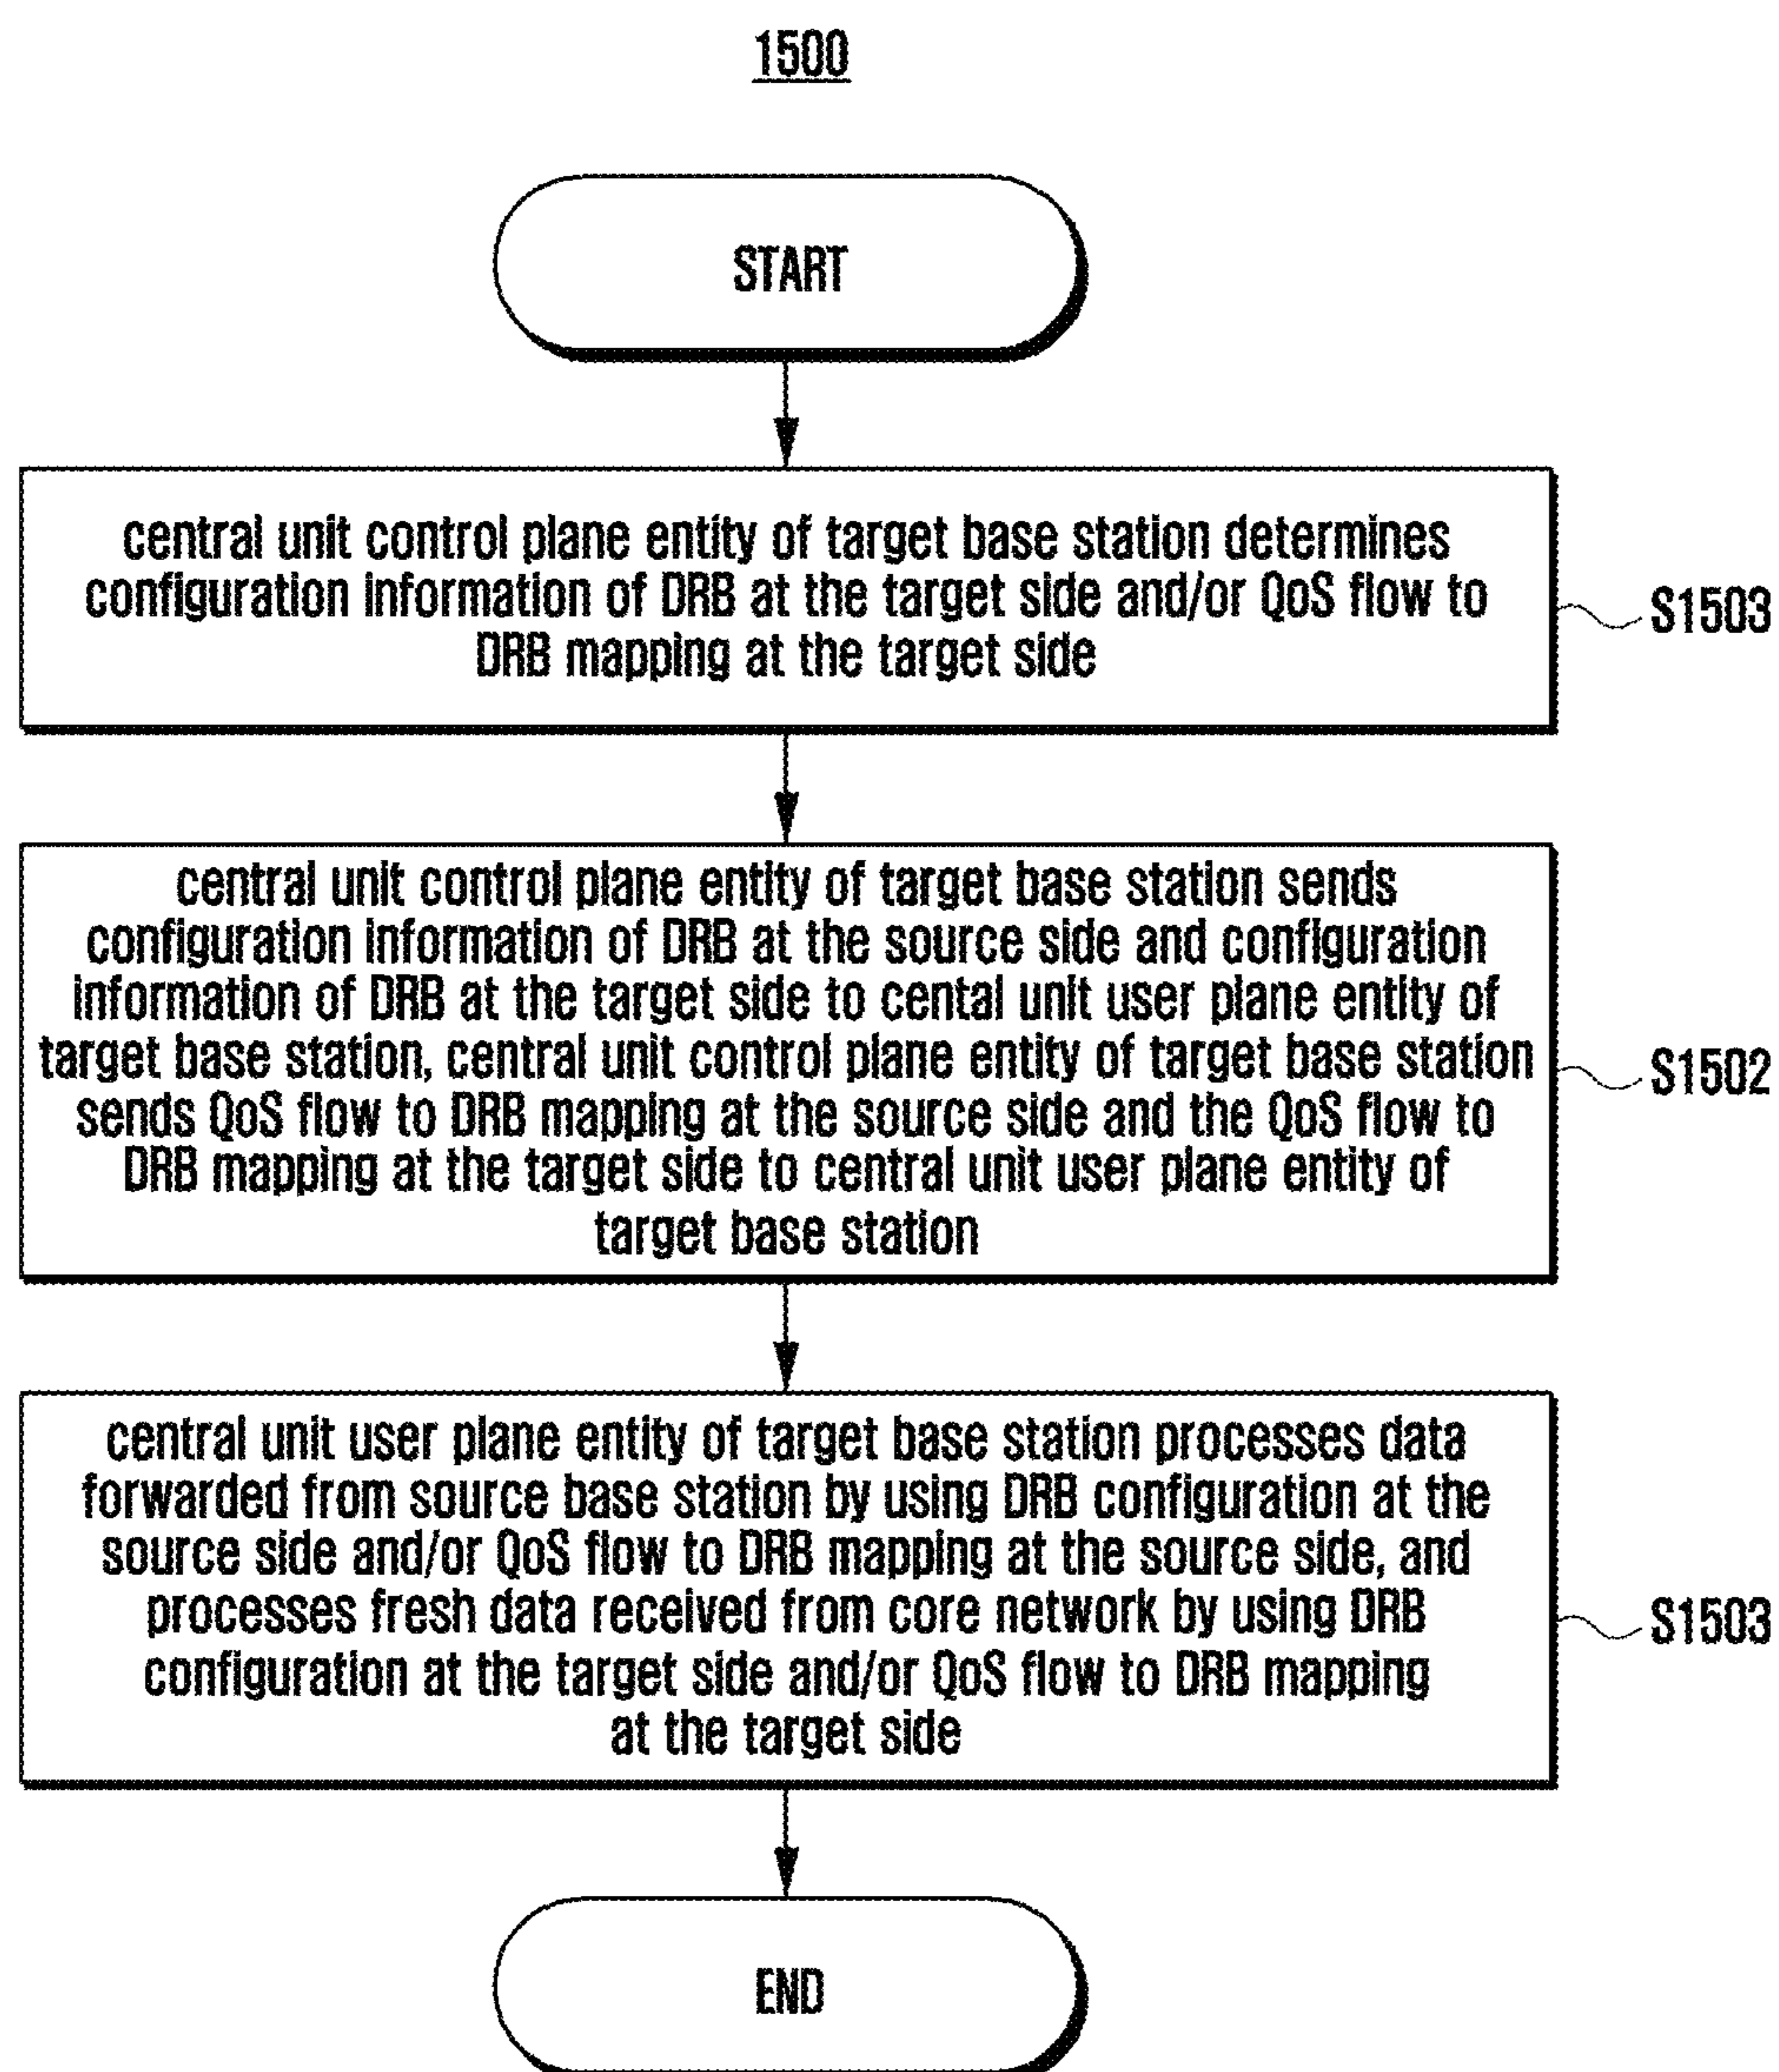 1500
START
central unit control plane entity of target base station determines
configuration information of DRB at the target side and/or QoS flow to
DRB mapping at the target side
S1503
central unit control plane entity of target base station sends
configuration information of DRB at the source side and configuration
information of DRB at the target side to cental unit user plane entity of
target base station, central unit control plane entity of target base station
sends QoS flow to DRB mapping at the source side and the QoS flow to
DRB mapping at the target side to central unit user plane entity of
target base station
S1502
central unit user plane entity of target base station processes data
forwarded from source base station by using DRB configuration at the
source side and/or QoS flow to DRB mapping at the source side, and
processes fresh data received from core network by using DRB
configuration at the target side and/or QoS flow to DRB mapping
at the target side
S1503
END